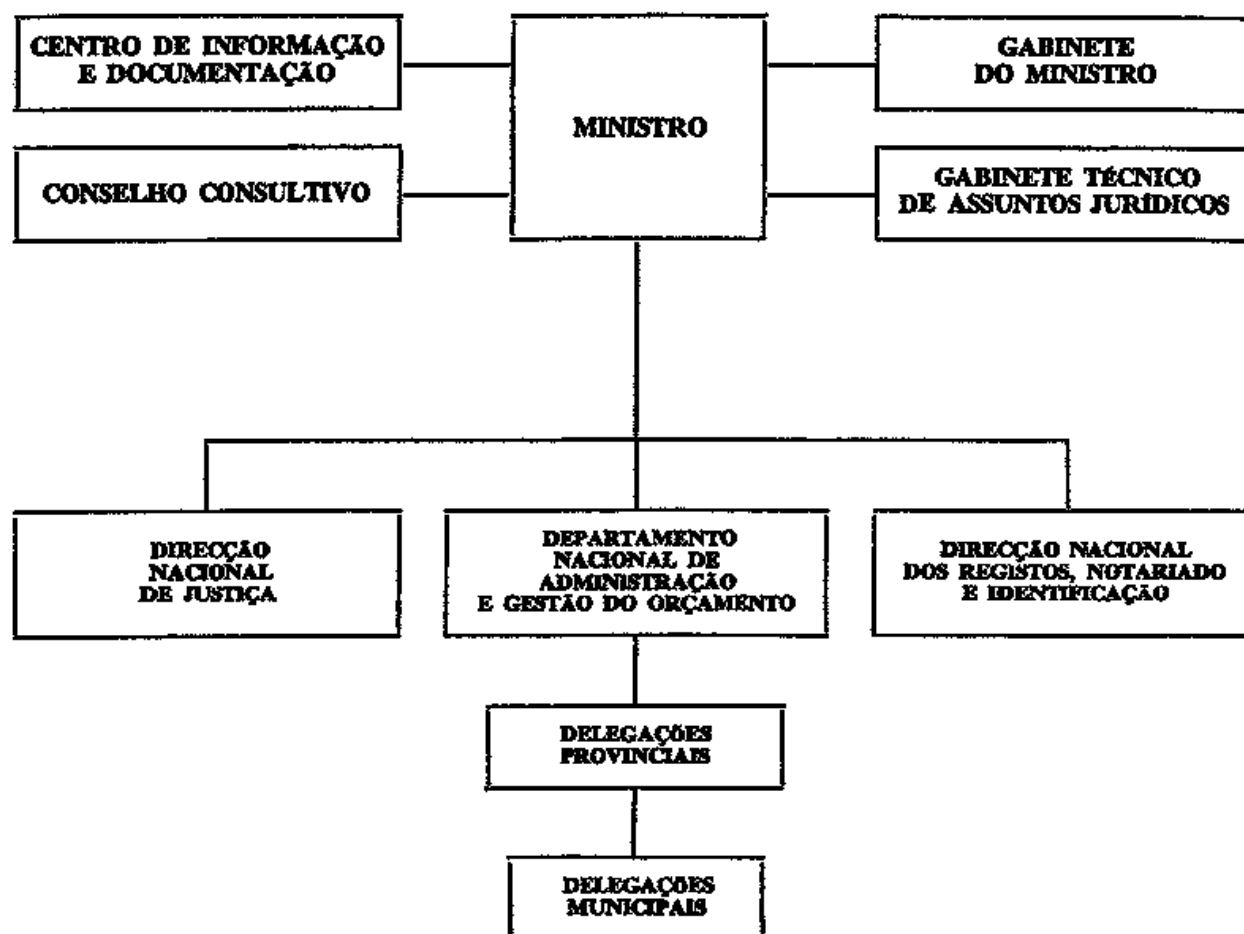 CENTRO DE INFORMAÇÃO
E DOCUMENTAÇÃO
MINISTRO
GABINETE
DO MINISTRO
CONSELHO CONSULTIVO
GABINETE TÉCNICO
DE ASSUNTOS JURÍDICOS
DIRECÇÃO
NACIONAL
DE JUSTIÇA
DEPARTAMENTO
NACIONAL DE
ADMINISTRAÇÃO
E GESTÃO DO ORÇAMENTO
DIRECÇÃO NACIONAL
DOS REGISTOS, NOTARIADO
E IDENTIFICAÇÃO
DELEGAÇÕES
PROVINCIAIS
DELEGAÇÕES
MUNICIPAIS